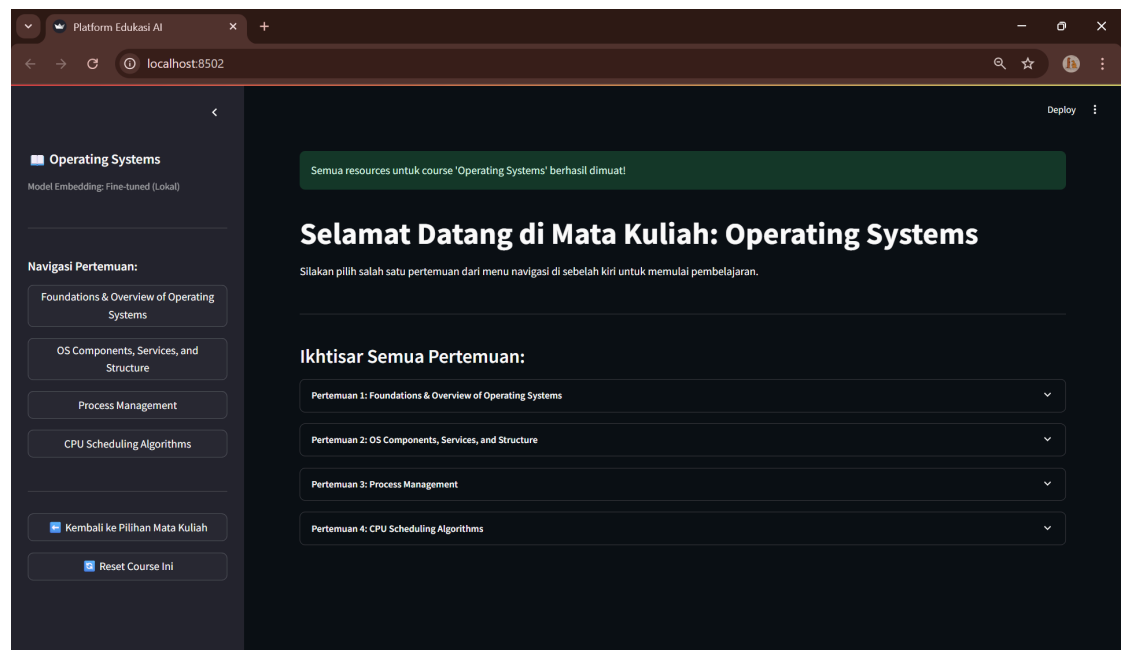 Platform Edukasi AI
localhost:8502
Deploy
Operating Systems
Model Embedding: Fine-tuned (Lokal)
Navigasi Pertemuan:
Foundations & Overview of Operating
Systems
OS Components, Services, and
Structure
Process Management
CPU Scheduling Algorithms
Kembali ke Pilihan Mata Kuliah
Reset Course Ini
Semua resources untuk course 'Operating Systems' berhasil dimuat!
Selamat Datang di Mata Kuliah: Operating Systems
Silakan pilih salah satu pertemuan dari menu navigasi di sebelah kiri untuk memulai pembelajaran.
Ikhtisar Semua Pertemuan:
Pertemuan 1: Foundations & Overview of Operating Systems
Pertemuan 2: OS Components, Services, and Structure
Pertemuan 3: Process Management
Pertemuan 4: CPU Scheduling Algorithms